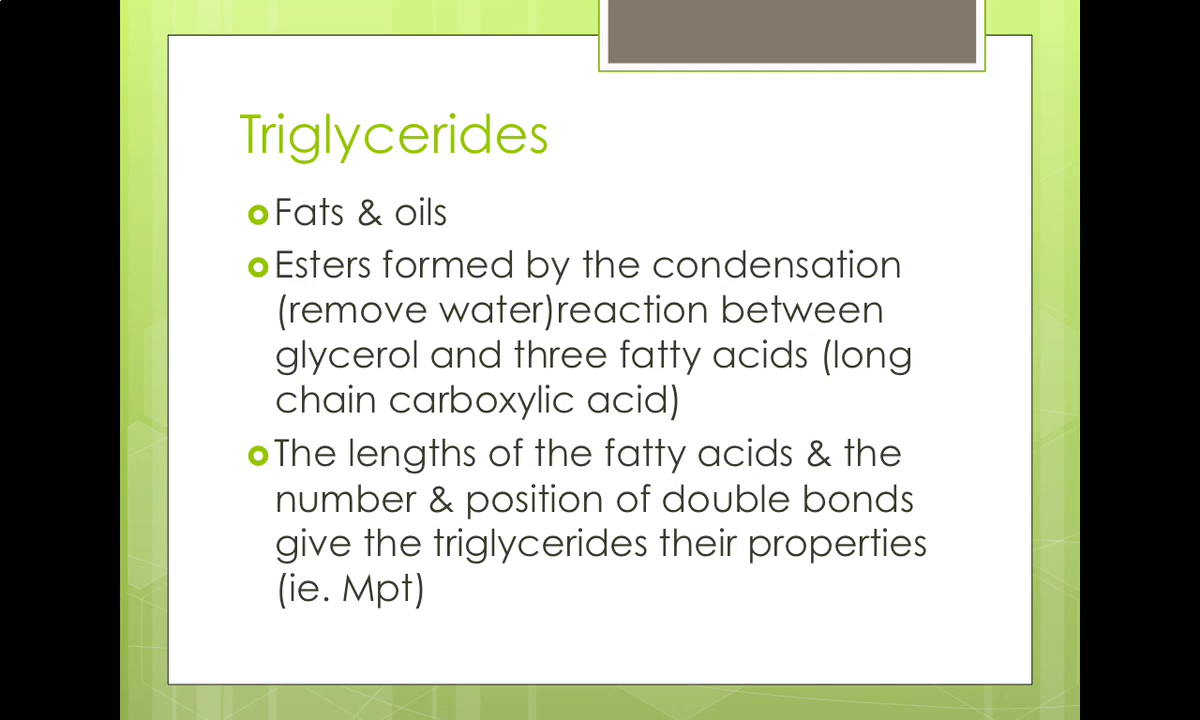 Triglycerides
Fats & oils
Esters formed by the condensation
(remove water)reaction between
glycerol and three fatty acids (long
chain carboxylic acid)
The lengths of the fatty acids & the
number & position of double bonds
give the triglycerides their properties
(ie. Mpt)